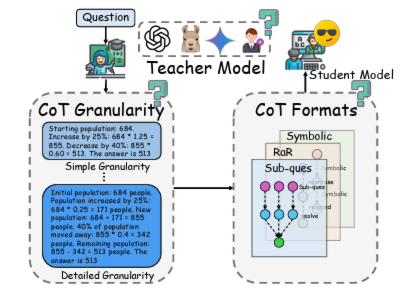 Question
Teacher Model
Student Model
CoT Granularity
Starting population: 684.
Increase by 25%: 684 * 1.25 =
855. Decrease by 40%: 855 *
0.60 = 513. The answer is 513
Simple Granularity
Initial population: 684 people.
Population increased by 25%:
684 * 0.25 = 171 people. New
population: 684 + 171 = 855
people. 40% of population
moved away: 855 * 0.4 = 342
people. Remaining population:
855 - 342 = 513 people. The
answer is 513
Detailed Granularity
CoT Formats
Symbolic
RaR
Sub-ques
Sub-ques
solve